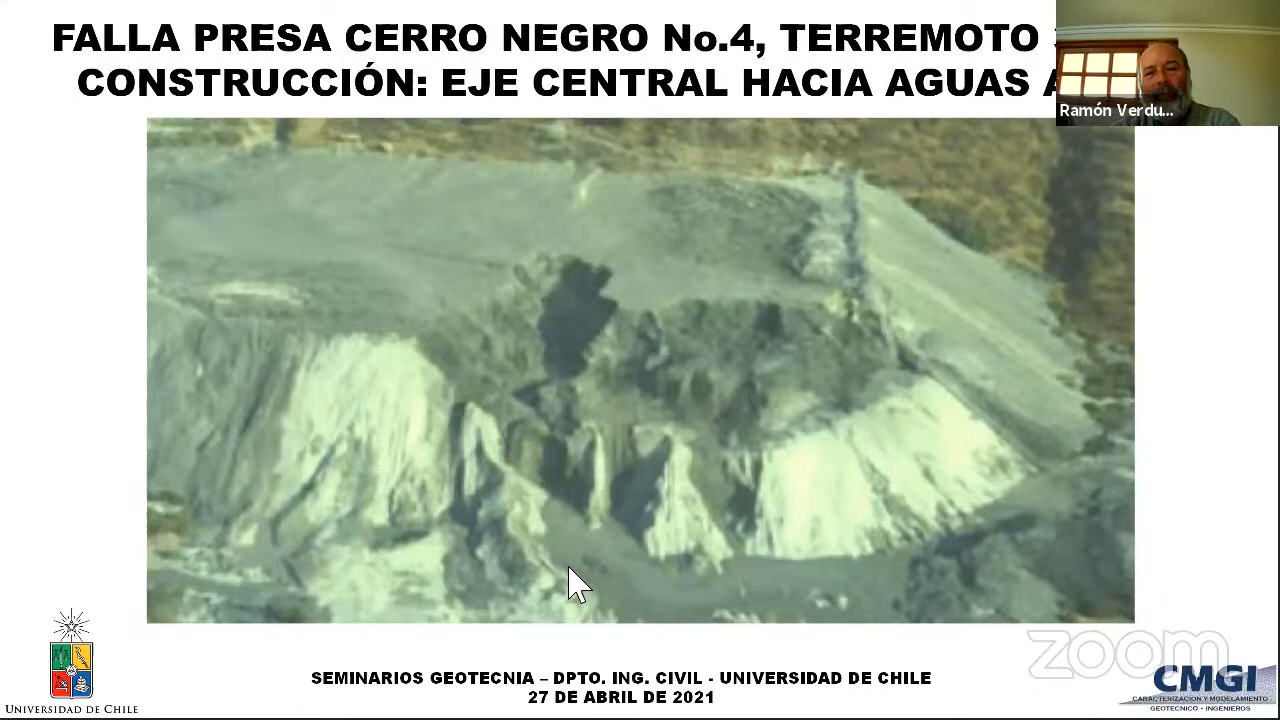 FALLA PRESA CERRO NEGRO No.4, TERREMOTO
CONSTRUCCIÓN: EJE CENTRAL HACIA AGUAS
Ramón Verdu...
zoom
SEMINARIOS GEOTECNIA – DPTO. ING. CIVIL - UNIVERSIDAD DE CHILE
27 DE ABRIL DE 2021
UNIVERSIDAD DE CHILE
CMGI
CARACTERIZACION Y MODELAMIENTO
GEOTECNICO - INGENIEROS